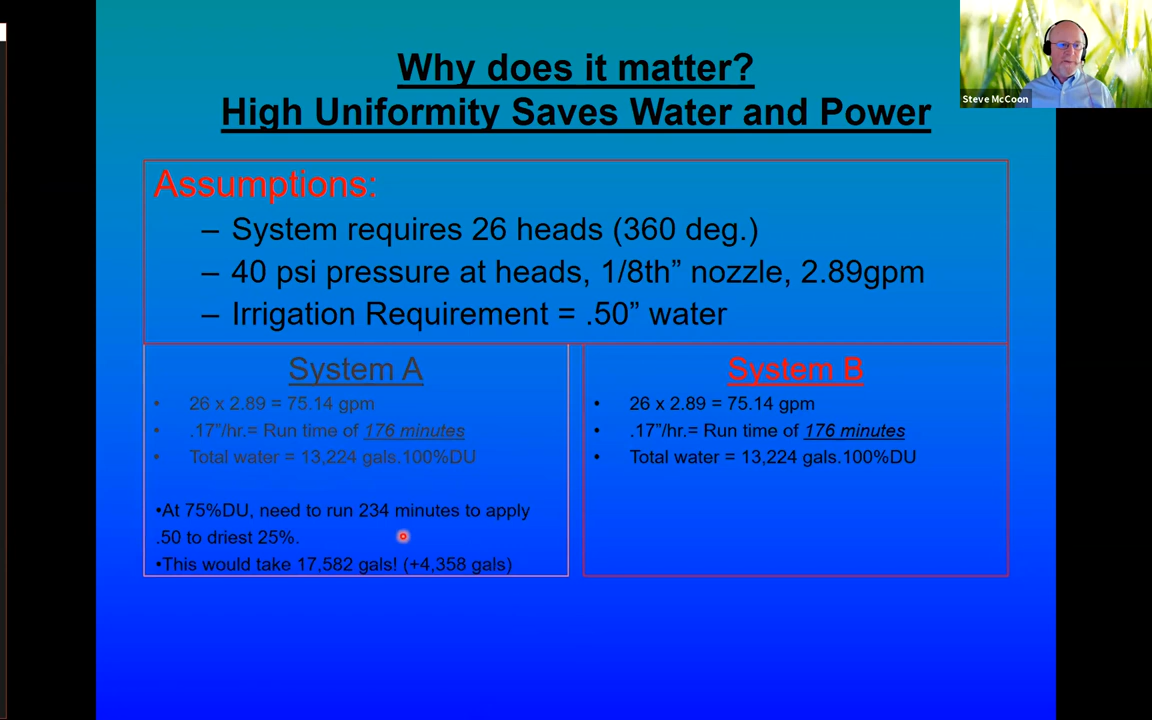 Why does it matter?
High Uniformity Saves Water and Power
Steve McCoon
Assumptions:
– System requires 26 heads (360 deg.)
– 40 psi pressure at heads, 1/8th” nozzle, 2.89gpm
– Irrigation Requirement = .50” water
System A
• 26 x 2.89 = 75.14 gpm
• .17”/hr.= Run time of 176 minutes
• Total water = 13,224 gals.100%DU
•At 75%DU, need to run 234 minutes to apply
.50 to driest 25%.
•This would take 17,582 gals! (+4,358 gals)
System B
• 26 x 2.89 = 75.14 gpm
• .17”/hr.= Run time of 176 minutes
• Total water = 13,224 gals.100%DU